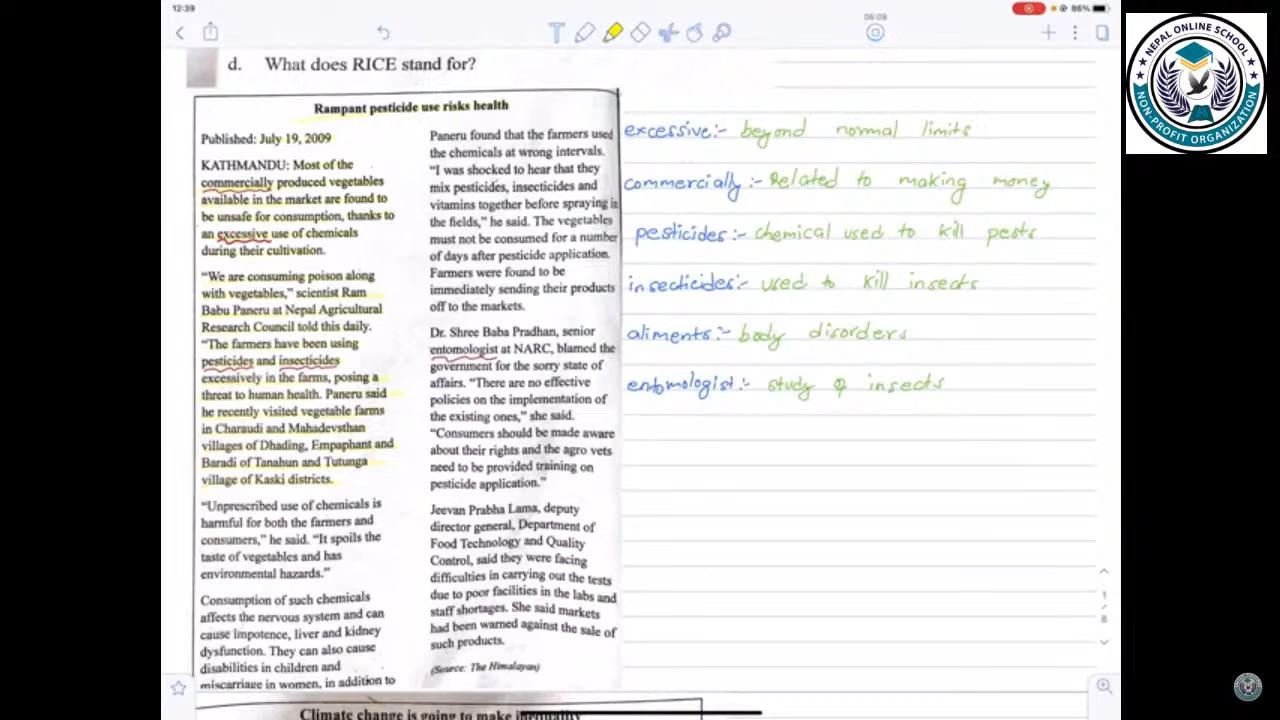 12:39
86%
06:09
d. What does RICE stand for?
Rampant pesticide use risks health
Published: July 19, 2009
KATHMANDU: Most of the
commercially produced vegetables
available in the market are found to
be unsafe for consumption, thanks to
an excessive use of chemicals
during their cultivation.
“We are consuming poison along
with vegetables,” scientist Ram
Babu Paneru at Nepal Agricultural
Research Council told this daily.
“The farmers have been using
pesticides and insecticides
excessively in the farms, posing a
threat to human health. Paneru said
he recently visited vegetable farms
in Charaudi and Mahadevsthan
villages of Dhading, Empaphant and
Baradi of Tanahun and Tutunga
village of Kaski districts.
“Unprescribed use of chemicals is
harmful for both the farmers and
consumers,” he said. “It spoils the
taste of vegetables and has
environmental hazards.”
Consumption of such chemicals
affects the nervous system and can
cause impotence, liver and kidney
dysfunction. They can also cause
disabilities in children and
miscarriage in women, in addition to
Paneru found that the farmers used
the chemicals at wrong intervals.
“I was shocked to hear that they
mix pesticides, insecticides and
vitamins together before spraying in
the fields,” he said. The vegetables
must not be consumed for a number
of days after pesticide application.
Farmers were found to be
immediately sending their products
off to the markets.
Dr. Shree Baba Pradhan, senior
entomologist at NARC, blamed the
government for the sorry state of
affairs. “There are no effective
policies on the implementation of
the existing ones,” she said.
“Consumers should be made aware
about their rights and the agro vets
need to be provided training on
pesticide application.”
Jeevan Prabha Lama, deputy
director general, Department of
Food Technology and Quality
Control, said they were facing
difficulties in carrying out the tests
due to poor facilities in the labs and
staff shortages. She said markets
had been warned against the sale of
such products.
(Source: The Himalayan)
excessive:- beyond normal limits
commercially:- Related to making money
pesticides:- chemical used to kill pests
insecticides:- used to kill insects
aliments:- body disorders
entomologist:- study of insects
1
/
8
Climate change is going to make inequality
NEPAL ONLINE SCHOOL
NON-PROFIT ORGANIZATION